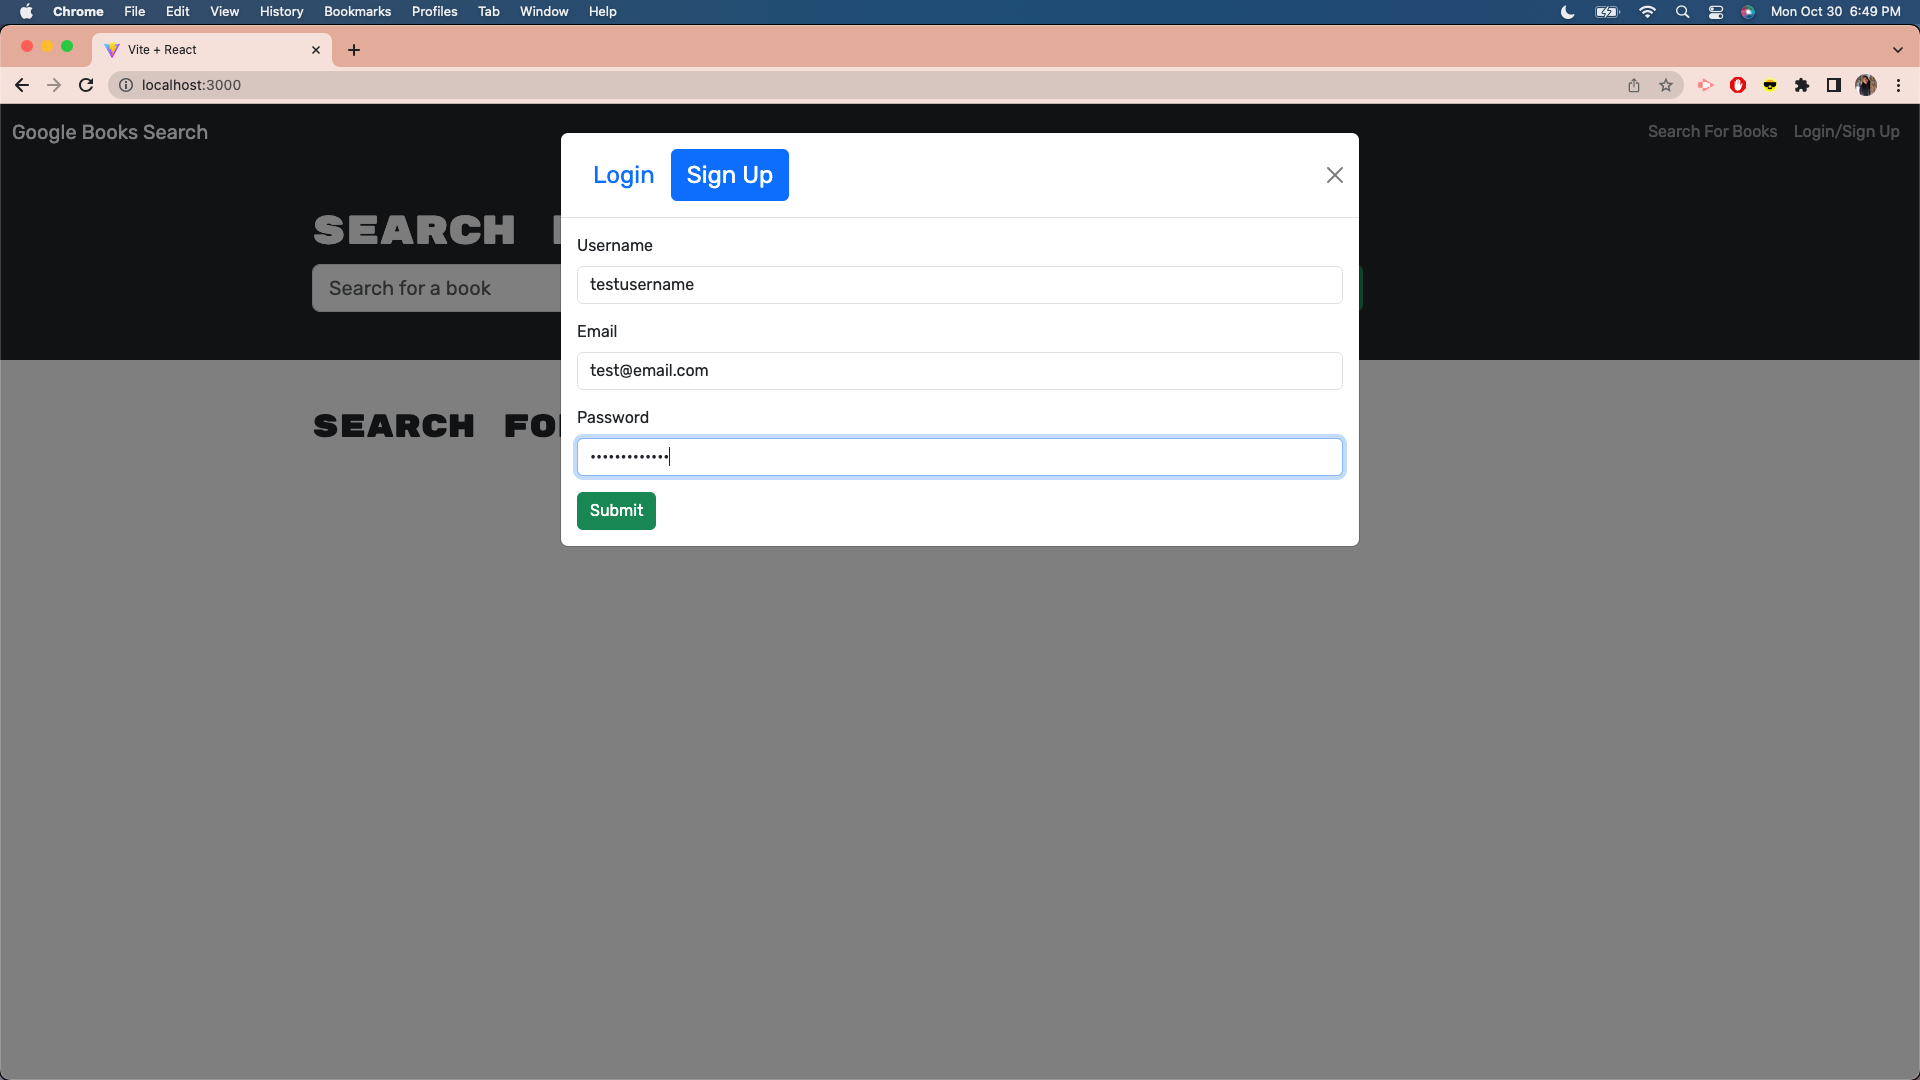 Chrome File Edit View History Bookmarks Profiles Tab Window Help Mon Oct 30 6:49 PM
Vite + React
localhost:3000
Google Books Search Search For Books Login/Sign Up
Login Sign Up
SEARCH
Username
testusername
Search for a book
Email
test@email.com
Password
SEARCH
•••••••••••••
Submit